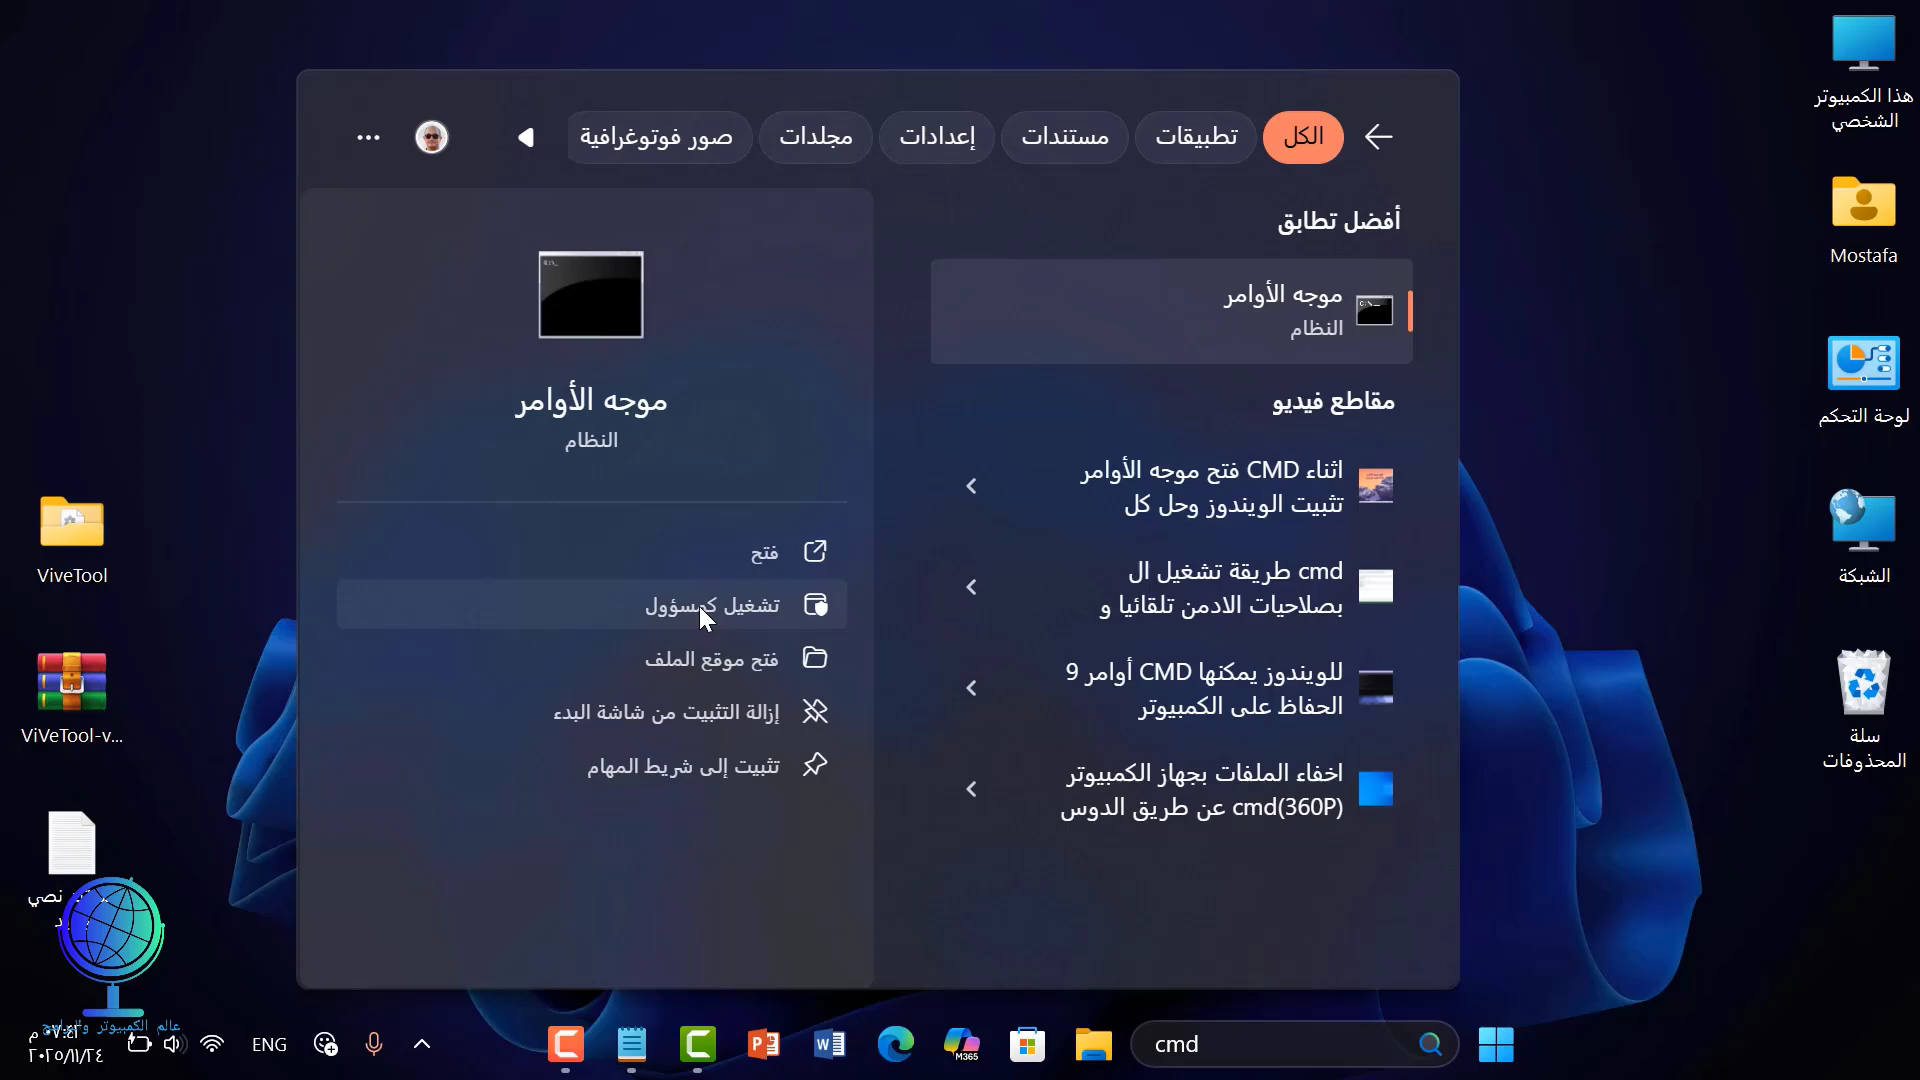 الكل
تطبيقات
مستندات
إعدادات
مجلدات
صور فوتوغرافية
أفضل تطابق
موجه الأوامر
النظام
مقاطع فيديو
اثناء CMD فتح موجه الأوامر
تثبيت الويندوز وحل كل
cmd طريقة تشغيل ال
بصلاحيات الادمن تلقائيا و
للويندوز يمكنها CMD أوامر 9
الحفاظ على الكمبيوتر
اخفاء الملفات بجهاز الكمبيوتر
cmd(360P) عن طريق الدوس
موجه الأوامر
النظام
فتح
تشغيل كمسؤول
فتح موقع الملف
إزالة التثبيت من شاشة البدء
تثبيت إلى شريط المهام
هذا الكمبيوتر
الشخصي
Mostafa
لوحة التحكم
الشبكة
سلة
المحذوفات
ViveTool
ViVeTool-v...
نصي
عالم الكمبيوتر والبرامج
cmd
M365
ENG
٢٠٢٥/١١/٢٤